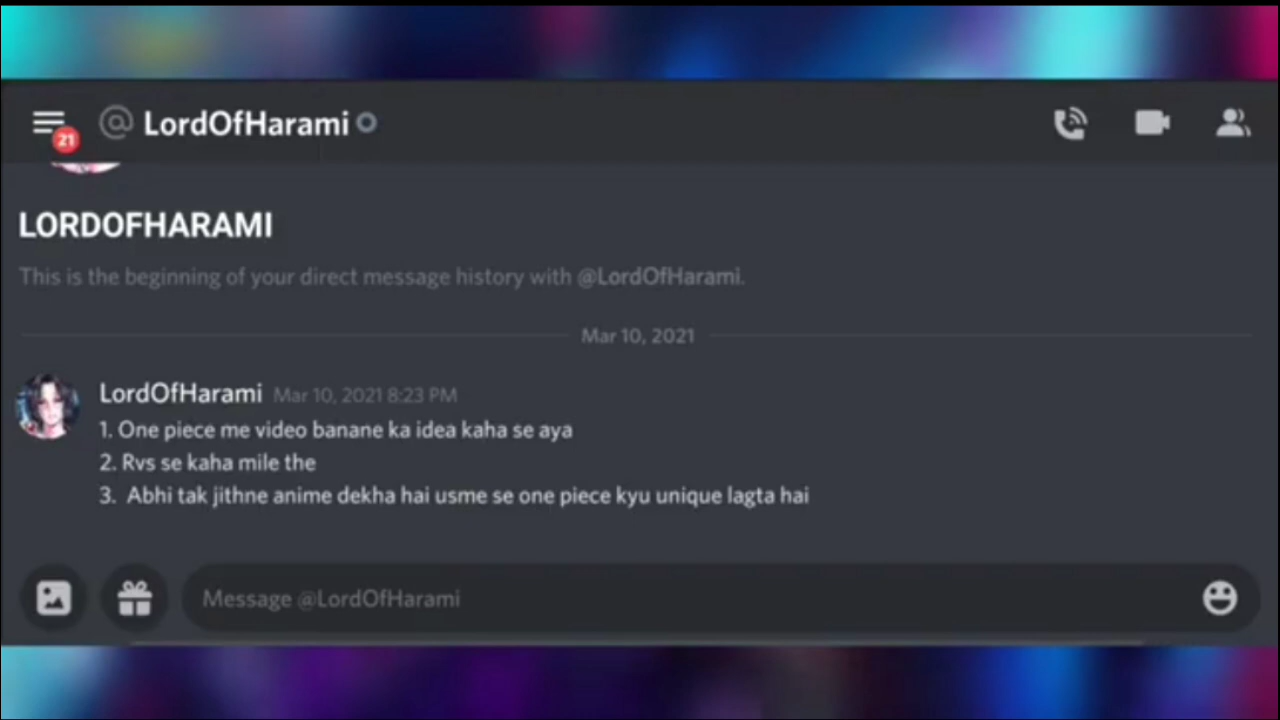 21
@ LordOfHarami
LORDOFHARAMI
This is the beginning of your direct message history with @LordOfHarami.
Mar 10, 2021
LordOfHarami Mar 10, 2021 8:23 PM
1. One piece me video banane ka idea kaha se aya
2. Rvs se kaha mile the
3. Abhi tak jithne anime dekha hai usme se one piece kyu unique lagta hai
Message @LordOfHarami